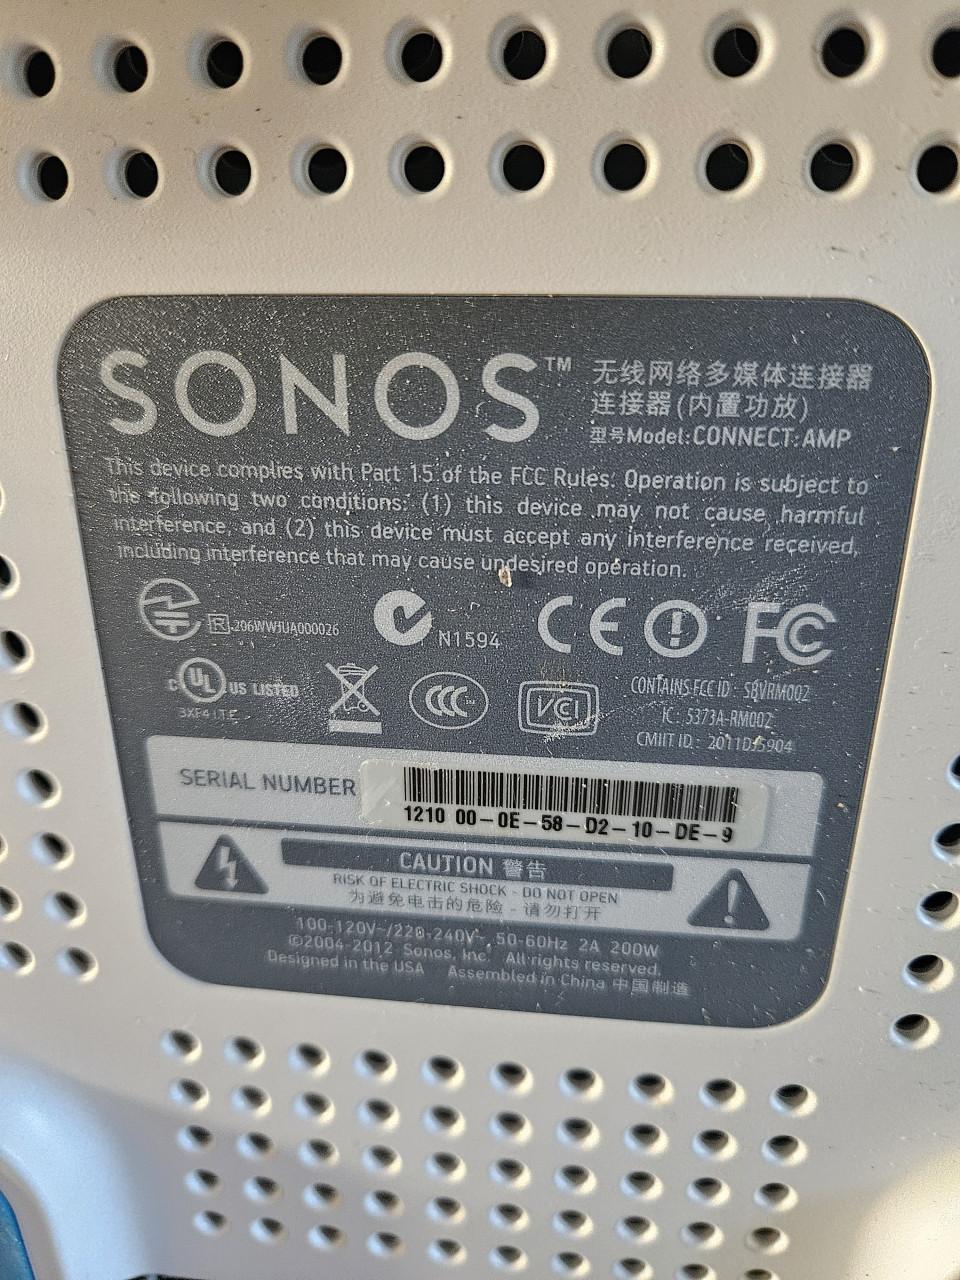 SONOS™
无线网络多媒体连接器
连接器(内置功放)
型号Model:CONNECT:AMP
This device complies with Part 15 of the FCC Rules. Operation is subject to
the following two conditions: (1) this device may not cause harmful
interference, and (2) this device must accept any interference received,
including interference that may cause undesired operation.
R 206WWJUA000026
N1594
CE
FC
C UL US LISTED
3XF4 I.T.E.
CCC
VCI
CONTAINS FCC ID: SBVRM002
IC: 5373A-RM002
CMIIT ID.: 2011DJ5904
SERIAL NUMBER
1210 00-0E-58-D2-10-DE-9
CAUTION 警告
RISK OF ELECTRIC SHOCK - DO NOT OPEN
为避免电击的危险 - 请勿打开
100-120V~/220-240V~, 50-60Hz 2A 200W
©2004-2012 Sonos, Inc. All rights reserved.
Designed in the USA Assembled in China 中国制造